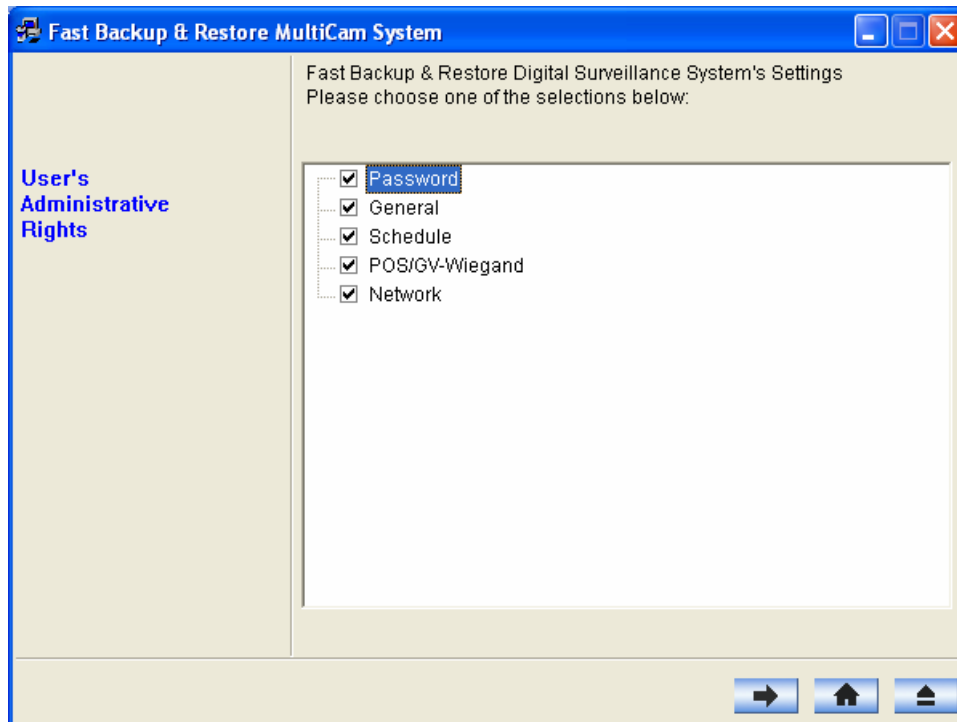 Fast Backup & Restore MultiCam System
Fast Backup & Restore Digital Surveillance System's Settings
Please choose one of the selections below:
User's
Administrative
Rights
Password
General
Schedule
POS/GV-Wiegand
Network